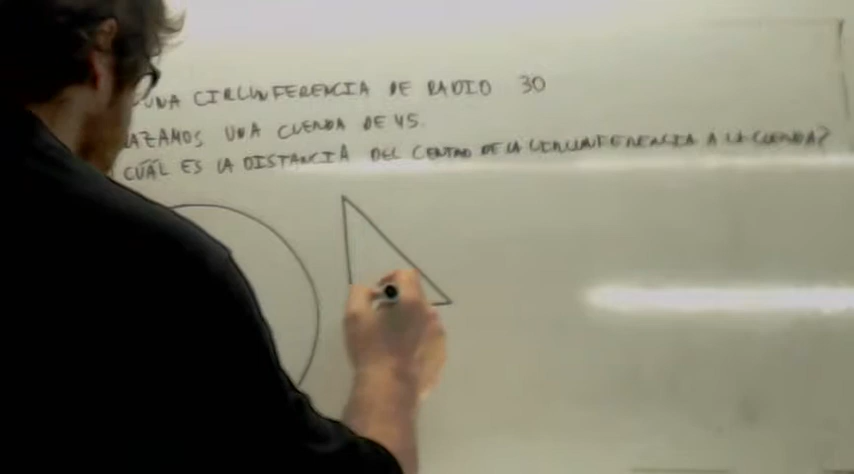 UNA CIRCUNFERENCIA DE RADIO 30
AZAMOS UNA CUERDA DE 45.
CUÁL ES LA DISTANCIA DEL CENTRO DE LA CIRCUNFERENCIA A LA CUERDA?